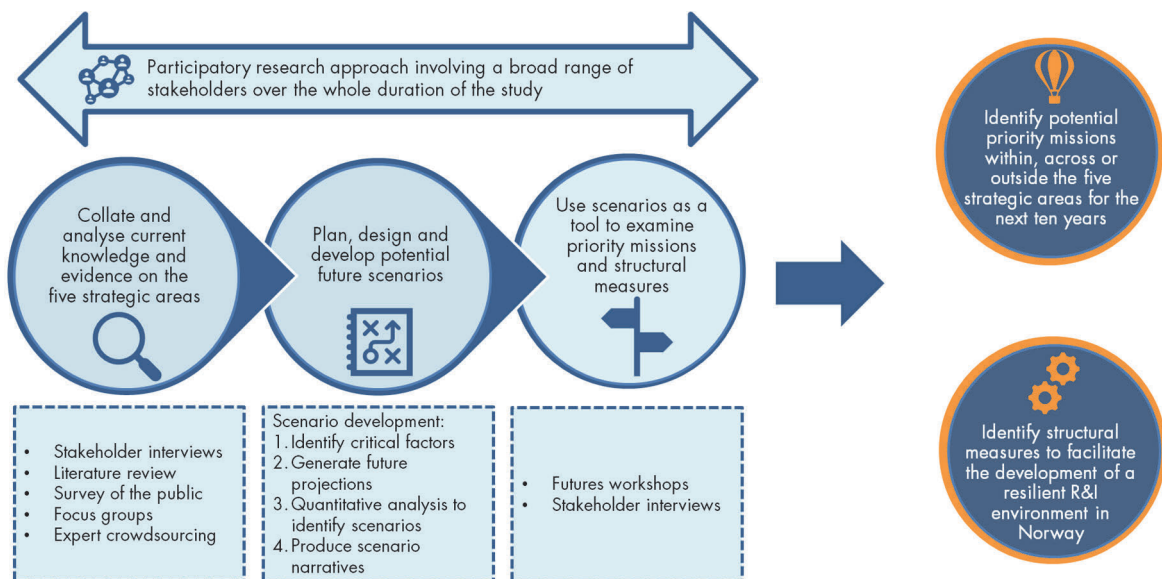 Participatory research approach involving a broad range of
stakeholders over the whole duration of the study
Collate and
analyse current
knowledge and
evidence on the
five strategic areas
Plan, design and
develop potential
future scenarios
Use scenarios as a
tool to examine
priority missions
and structural
measures
• Stakeholder interviews
• Literature review
• Survey of the public
• Focus groups
• Expert crowdsourcing
Scenario development:
1. Identify critical factors
2. Generate future
projections
3. Quantitative analysis to
identify scenarios
4. Produce scenario
narratives
• Futures workshops
• Stakeholder interviews
Identify potential
priority missions
within, across or
outside the five
strategic areas for the
next ten years
Identify structural
measures to facilitate
the development of a
resilient R&I
environment in
Norway